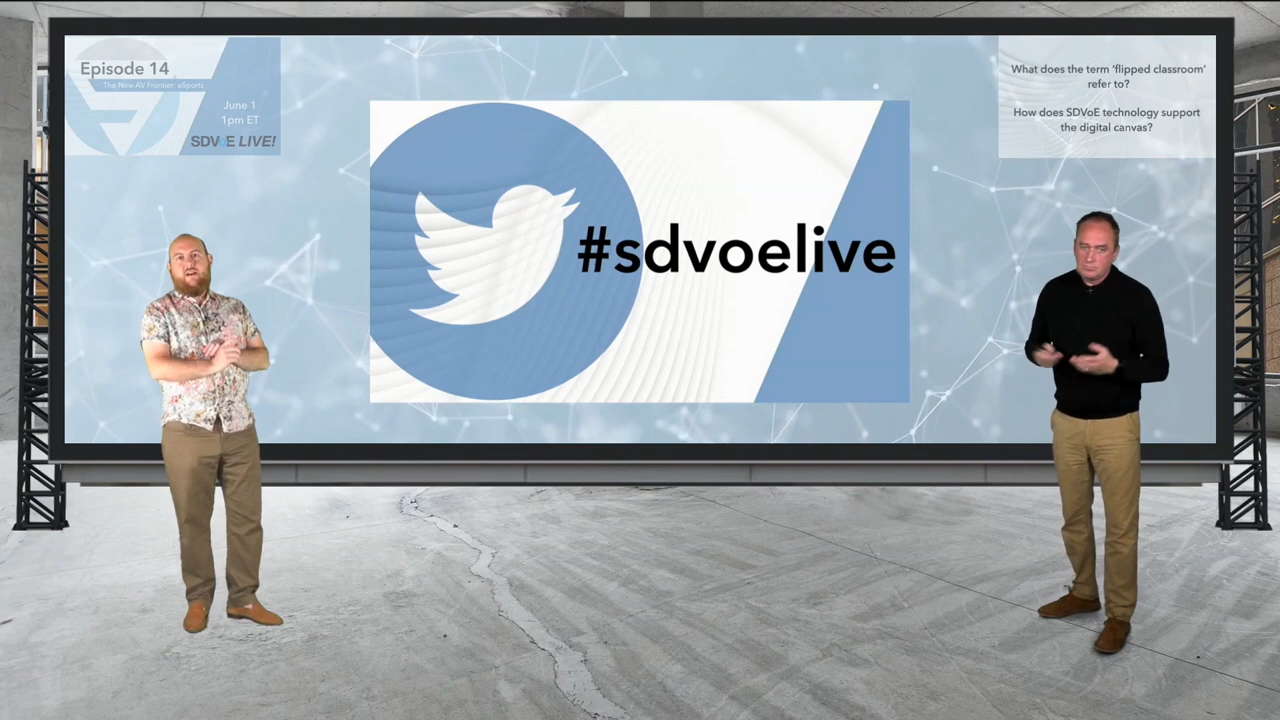 Episode 14
The New AV Frontier: eSports
June 1
1pm ET
SDVoE LIVE!
#sdvoelive
What does the term ‘flipped classroom’
refer to?
How does SDVoE technology support
the digital canvas?